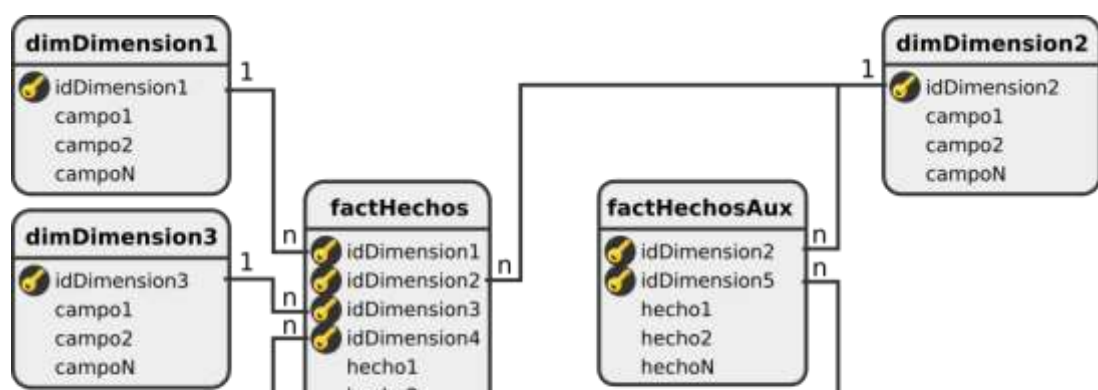 dimDimension1
1
idDimension1
campo1
campo2
campoN
dimDimension2
1
idDimension2
campo1
campo2
campoN
dimDimension3
1
idDimension3
campo1
campo2
campoN
factHechos
n
idDimension1
idDimension2
n
n
idDimension3
n
idDimension4
hecho1
factHechosAux
idDimension2
n
idDimension5
n
hecho1
hecho2
hechoN